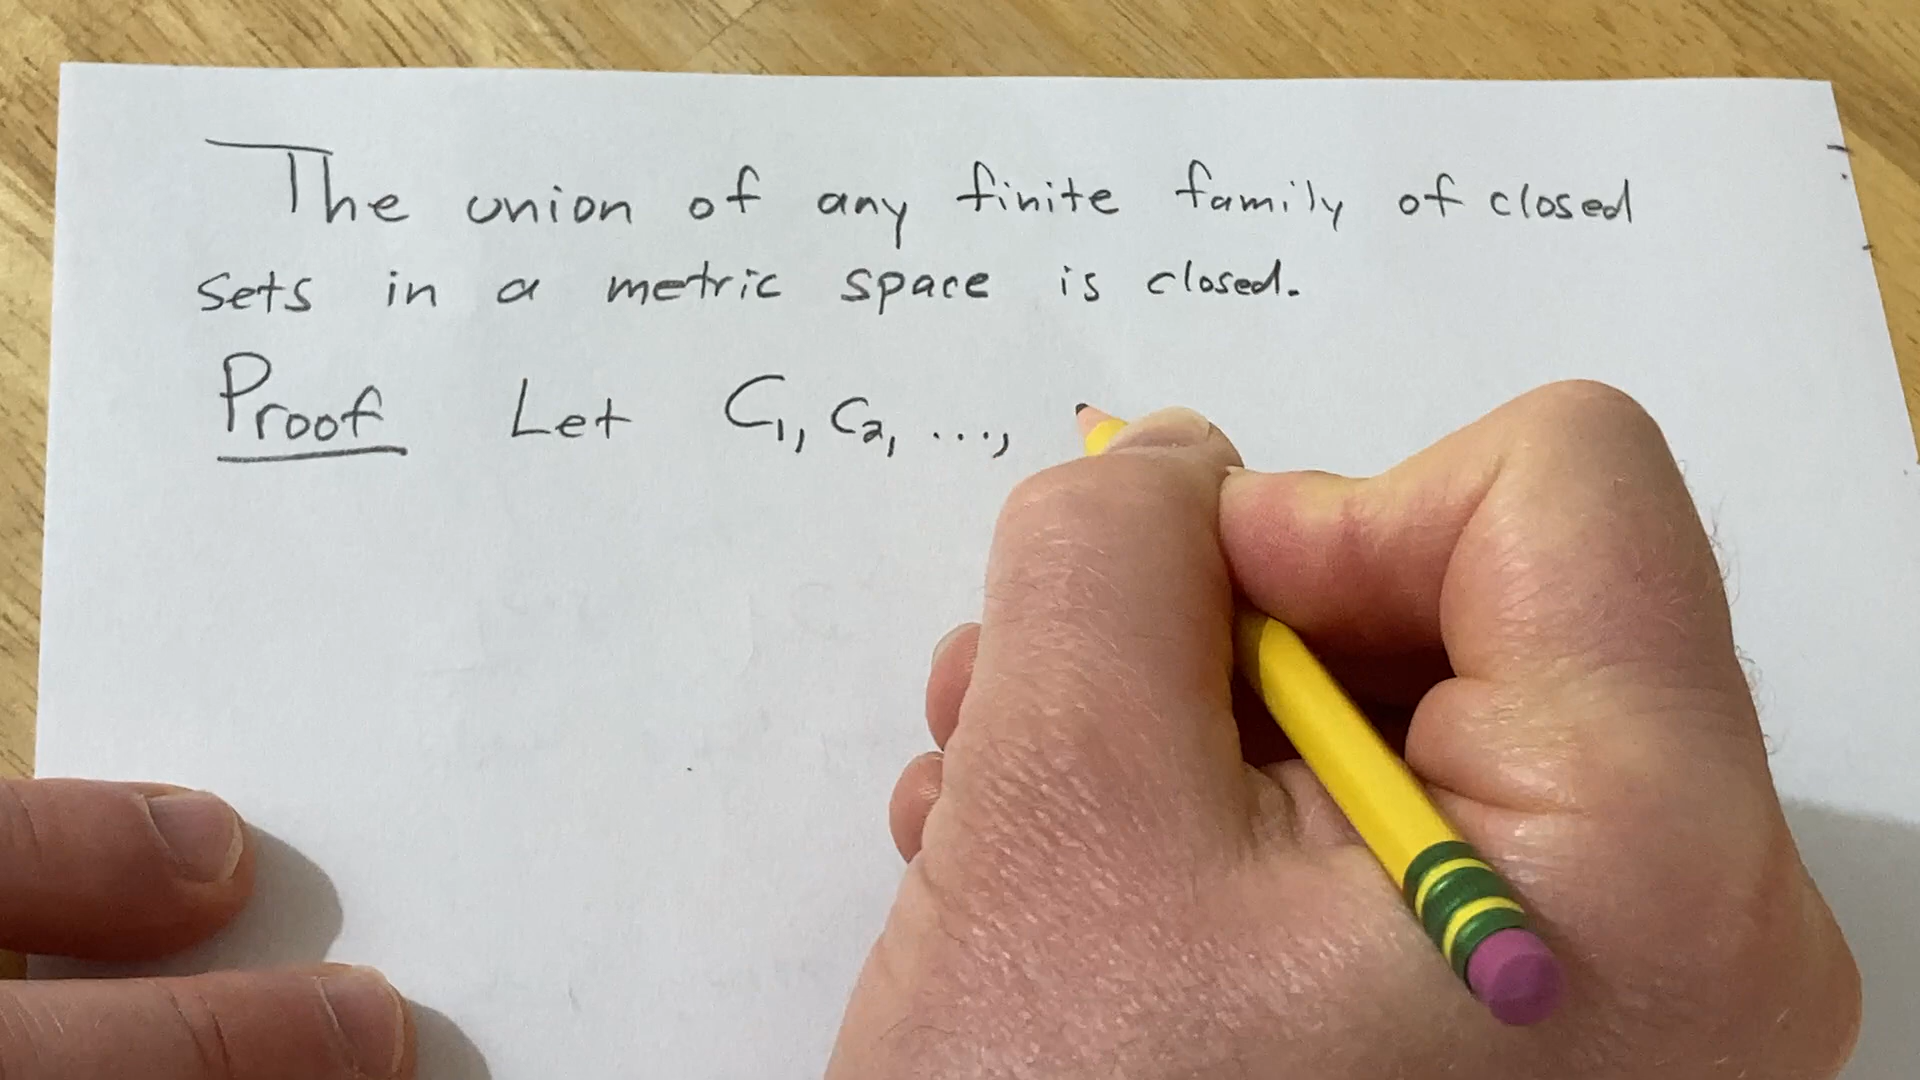 The union of any finite family of closed
sets in a metric space is closed.
Proof Let C₁, C₂, ...,